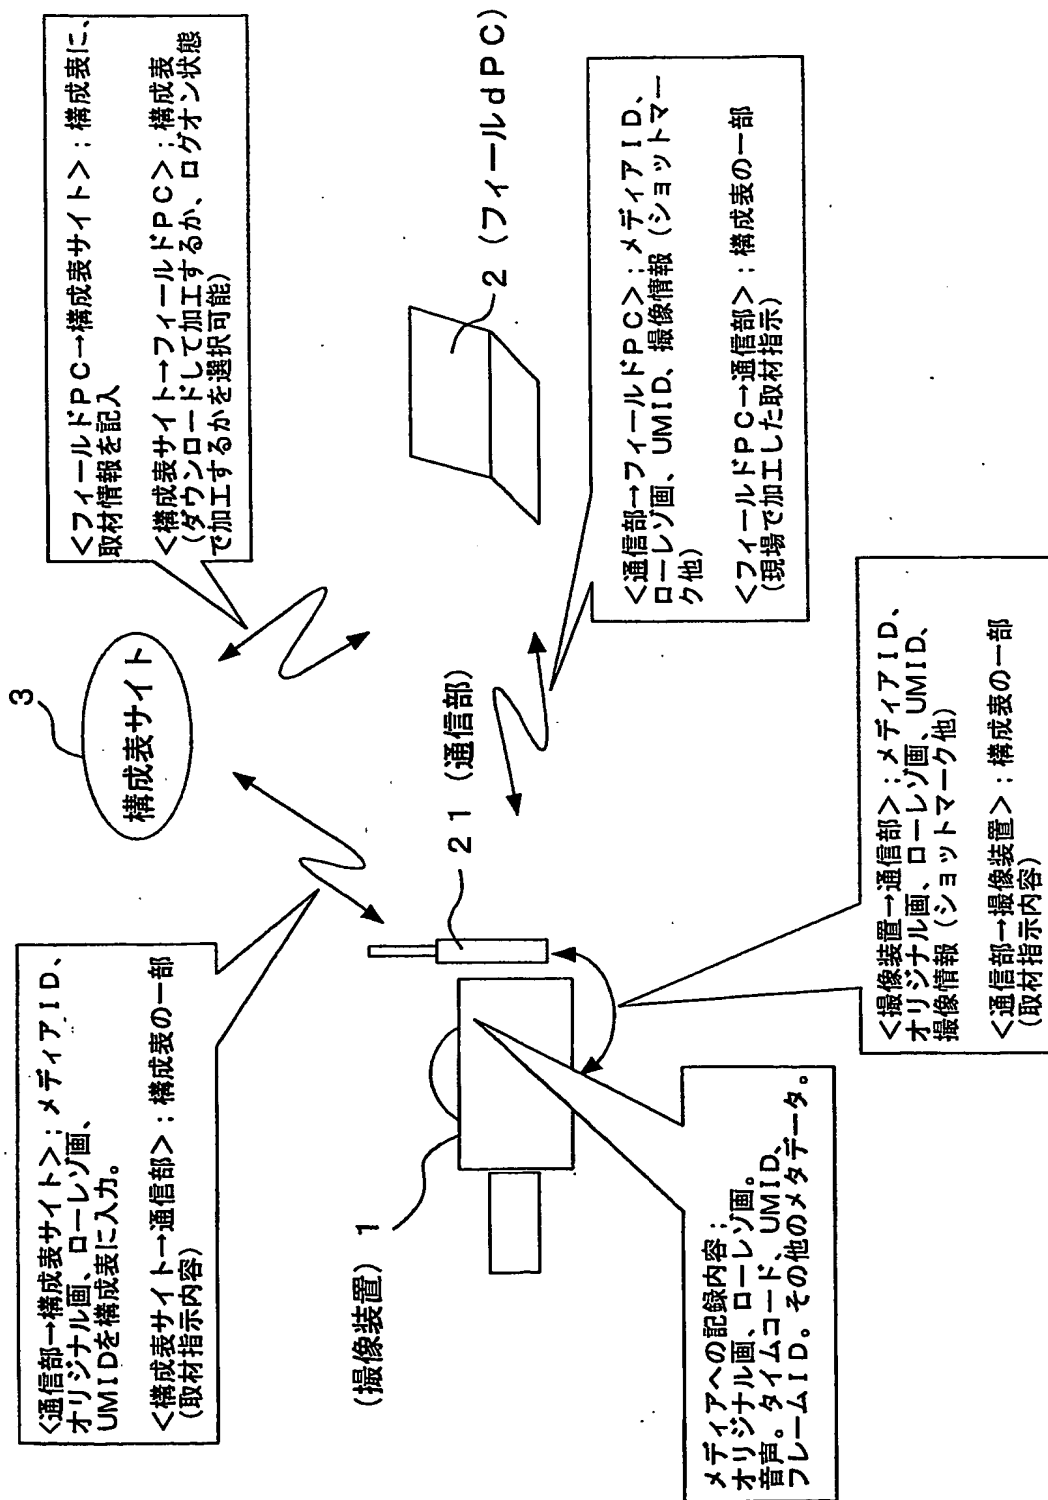 <通信部→構成表サイト>;メディアID、
オリジナル画、ローレゾ画、
UMIDを構成表に入力。
<構成表サイト→通信部>;構成表の一部
(取材指示内容)
3
構成表サイト
<フィールドPC→構成表サイト>;構成表に、
取材情報を記入
<構成表サイト→フィールドPC>;構成表
(ダウンロードして加工するか、ログオン状態
で加工するかを選択可能)
(撮像装置) 1
21 (通信部)
2 (フィールdPC)
<通信部→フィールドPC>;メディアID、
ローレゾ画、UMID、撮像情報(ショットマー
ク他)
<フィールドPC→通信部>;構成表の一部
(現場で加工した取材指示)
メディアへの記録内容;
オリジナル画、ローレゾ画。
音声。タイムコード、UMID、
フレームID。その他のメタデータ。
<撮像装置→通信部>;メディアID、
オリジナル画、ローレゾ画、UMID、
撮像情報(ショットマーク他)
<通信部→撮像装置>;構成表の一部
(取材指示内容)